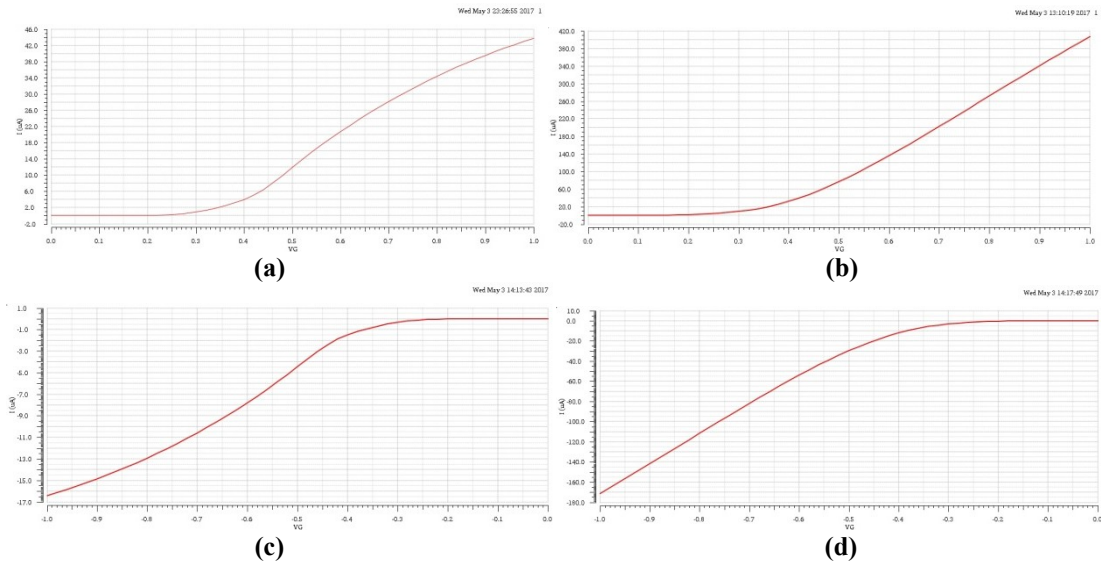 Wed May 3 23:26:55 2017 1
46.0
42.0
38.0
34.0
30.0
26.0
22.0
18.0
14.0
10.0
6.0
2.0
-2.0
I (uA)
0.0 0.1 0.2 0.3 0.4 0.5 0.6 0.7 0.8 0.9 1.0
VG
(a)
Wed May 3 13:10:19 2017 1
420.0
380.0
340.0
300.0
260.0
220.0
180.0
140.0
100.0
60.0
20.0
-20.0
I (uA)
0.0 0.1 0.2 0.3 0.4 0.5 0.6 0.7 0.8 0.9 1.0
VG
(b)
Wed May 3 14:13:43 2017
1.0
-1.0
-3.0
-5.0
-7.0
-9.0
-11.0
-13.0
-15.0
-17.0
I (uA)
-1.0 -0.9 -0.8 -0.7 -0.6 -0.5 -0.4 -0.3 -0.2 -0.1 0.0
VG
(c)
Wed May 3 14:17:49 2017
10.0
0.0
-20.0
-40.0
-60.0
-80.0
-100.0
-120.0
-140.0
-160.0
-180.0
I (uA)
-1.0 -0.9 -0.8 -0.7 -0.6 -0.5 -0.4 -0.3 -0.2 -0.1 0.0
VG
(d)